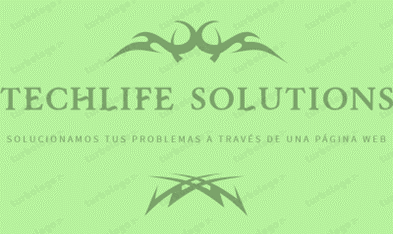 TECHLIFE SOLUTIONS
SOLUCIONAMOS TUS PROBLEMAS A TRAVÉS DE UNA PÁGINA WEB